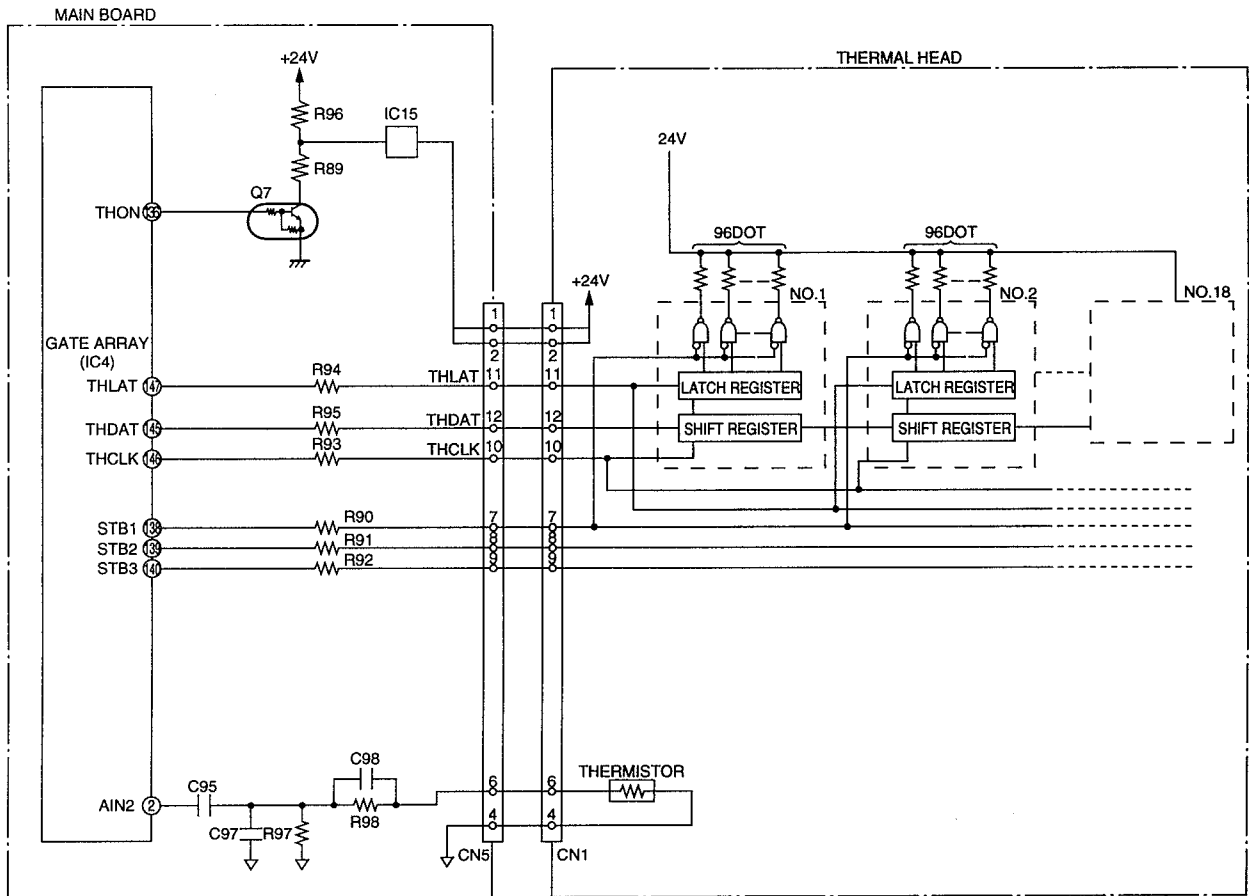 MAIN BOARD
+24V
THERMAL HEAD
R96
IC15
24V
R89
Q7
THON 136
96DOT
96DOT
+24V
NO.1
NO.2
NO.18
1
1
GATE ARRAY
(IC4)
2
2
R94
THLAT 147
THLAT
11
11
LATCH REGISTER
LATCH REGISTER
R95
THDAT 145
THDAT
12
12
SHIFT REGISTER
SHIFT REGISTER
R93
THCLK 146
THCLK
10
10
STB1 138
R90
7
7
STB2 139
R91
8
8
STB3 140
R92
9
9
C98
THERMISTOR
C95
6
6
AIN2 2
R98
C97
R97
4
4
CN5
CN1